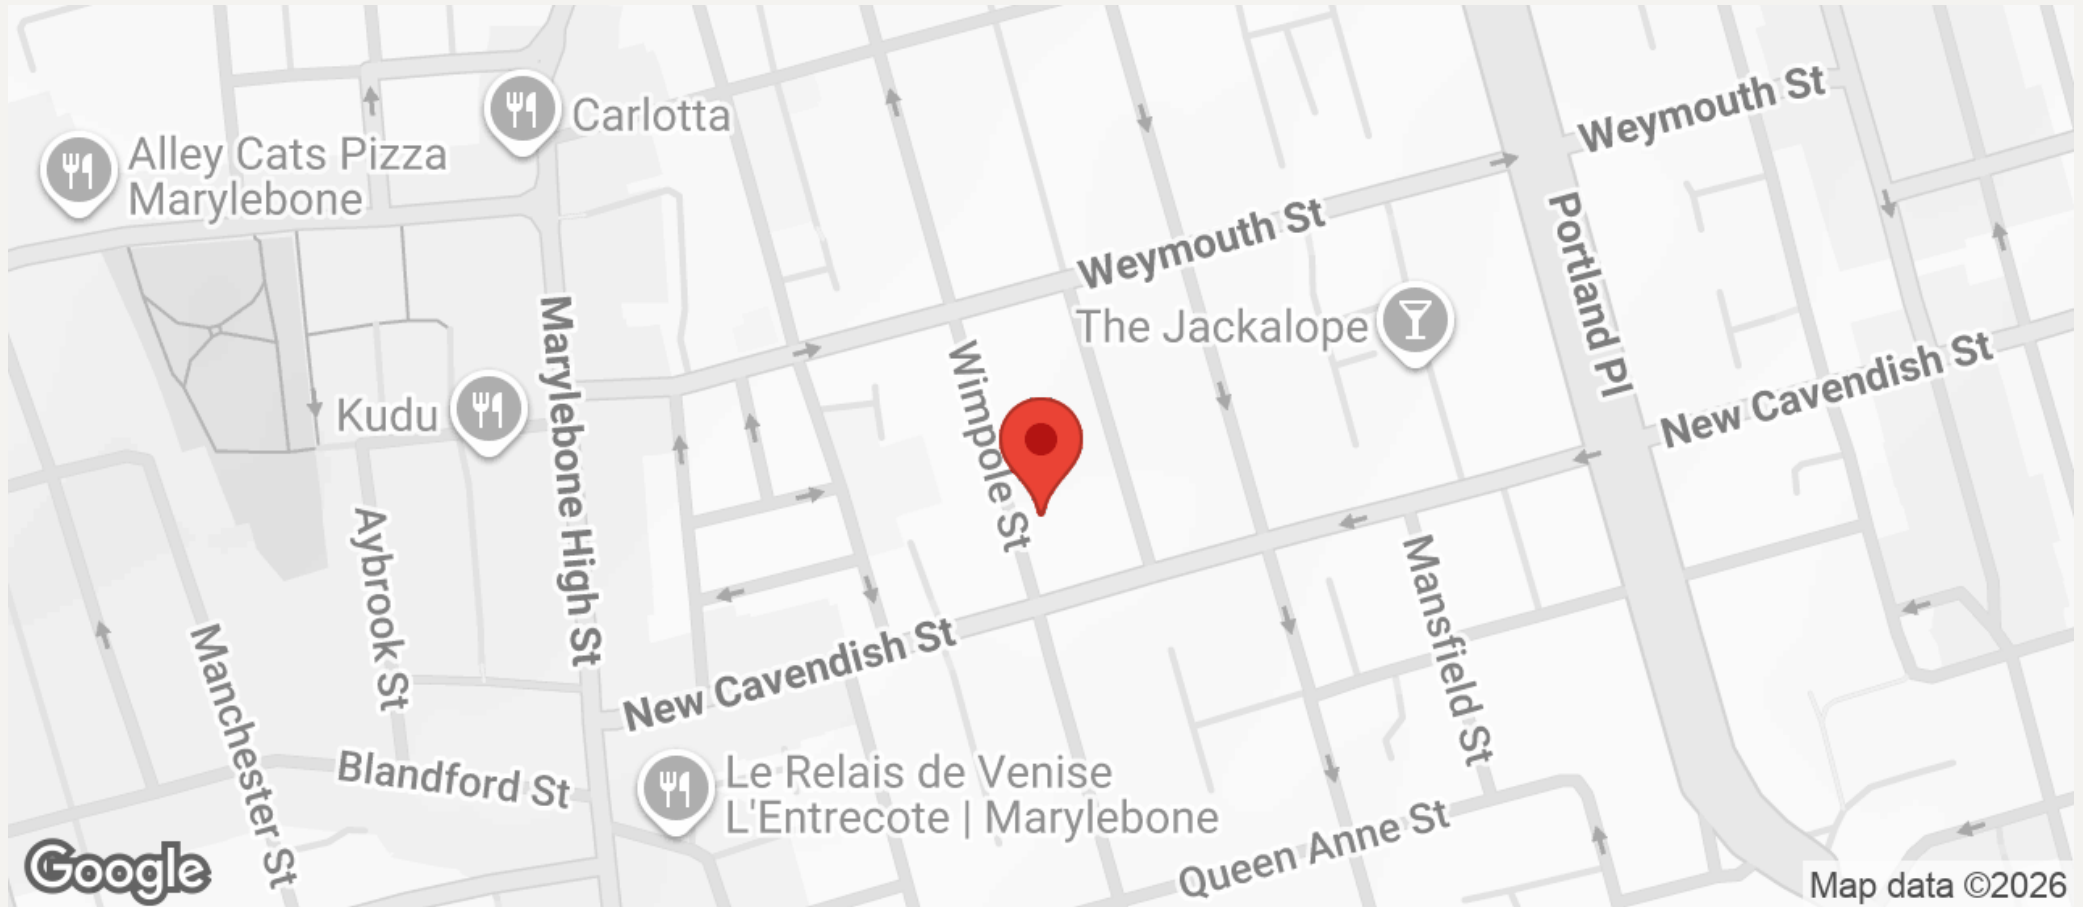 Weymouth St
Carlotta
Alley Cats Pizza
Marylebone
Weymouth St
Portland Pl
The Jackalope
Marylebone High St
Wimpole St
Kudu
New Cavendish St
Aybrook St
Mansfield St
Manchester St
New Cavendish St
Blandford St
Le Relais de Venise
L'Entrecote | Marylebone
Queen Anne St
Google
Map data ©2026